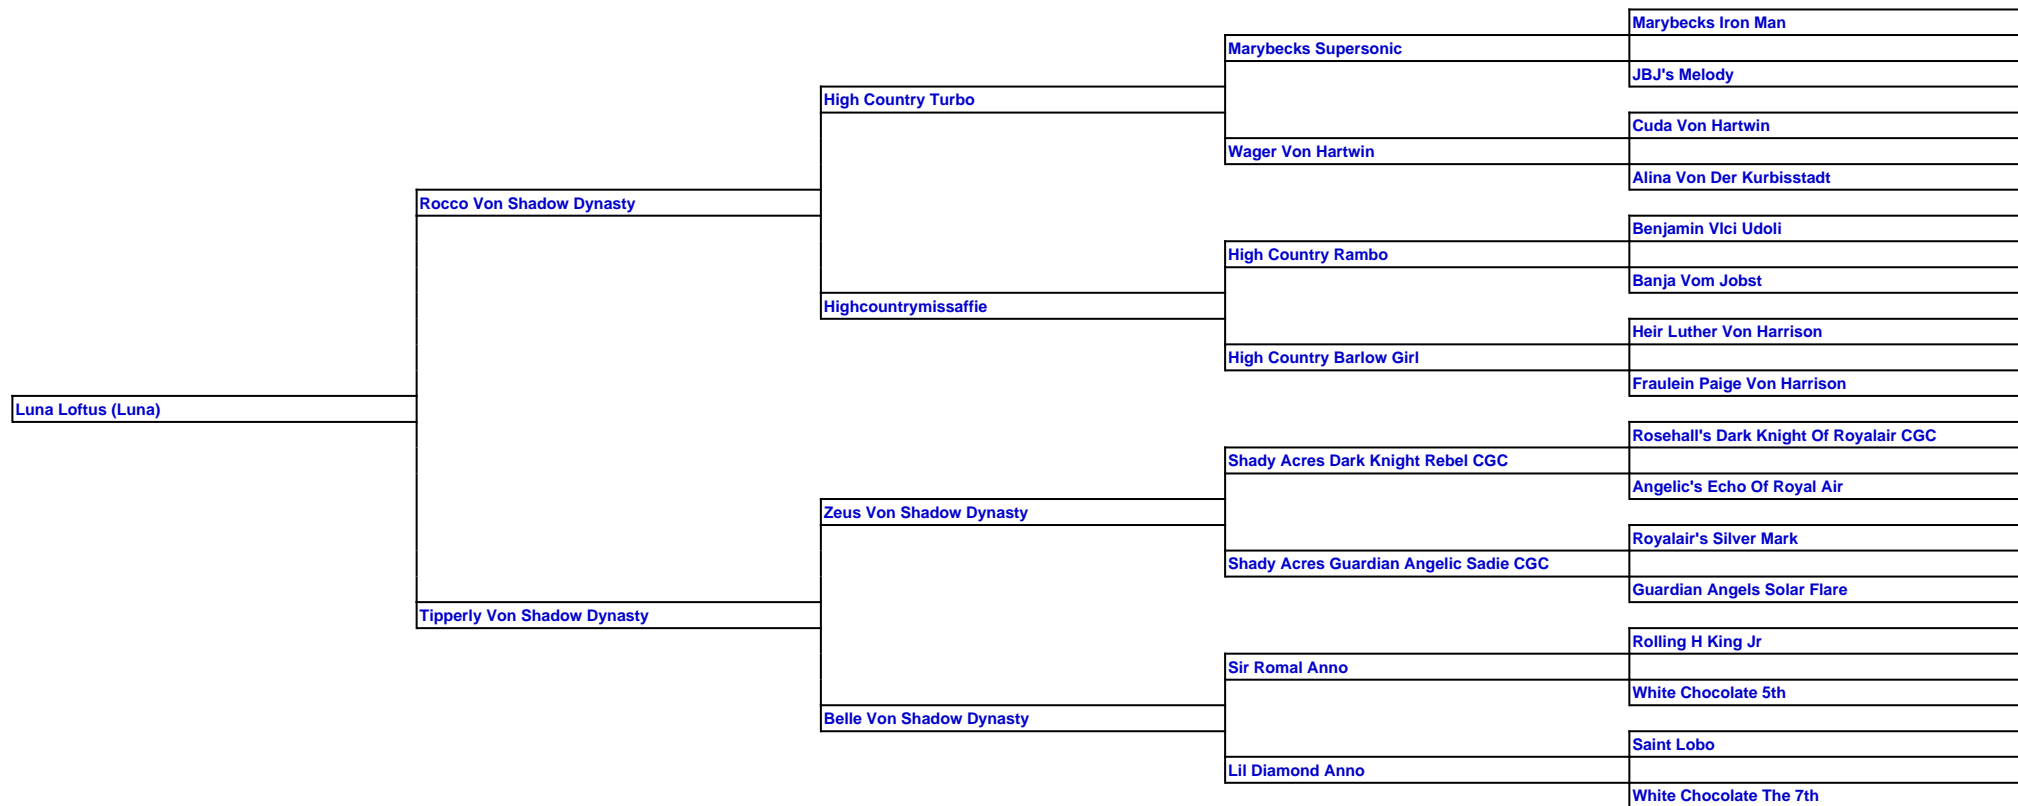 Marybecks Iron Man
Marybecks Supersonic
JBJ's Melody
High Country Turbo
Cuda Von Hartwin
Wager Von Hartwin
Alina Von Der Kurbisstadt
Rocco Von Shadow Dynasty
Benjamin VIci Udoli
High Country Rambo
Banja Vom Jobst
Highcountrymissaffie
Heir Luther Von Harrison
High Country Barlow Girl
Fraulein Paige Von Harrison
Luna Loftus (Luna)
Rosehall's Dark Knight Of Royalair CGC
Shady Acres Dark Knight Rebel CGC
Angelic's Echo Of Royal Air
Zeus Von Shadow Dynasty
Royalair's Silver Mark
Shady Acres Guardian Angelic Sadie CGC
Guardian Angels Solar Flare
Tipperly Von Shadow Dynasty
Rolling H King Jr
Sir Romal Anno
White Chocolate 5th
Belle Von Shadow Dynasty
Saint Lobo
Lil Diamond Anno
White Chocolate The 7th